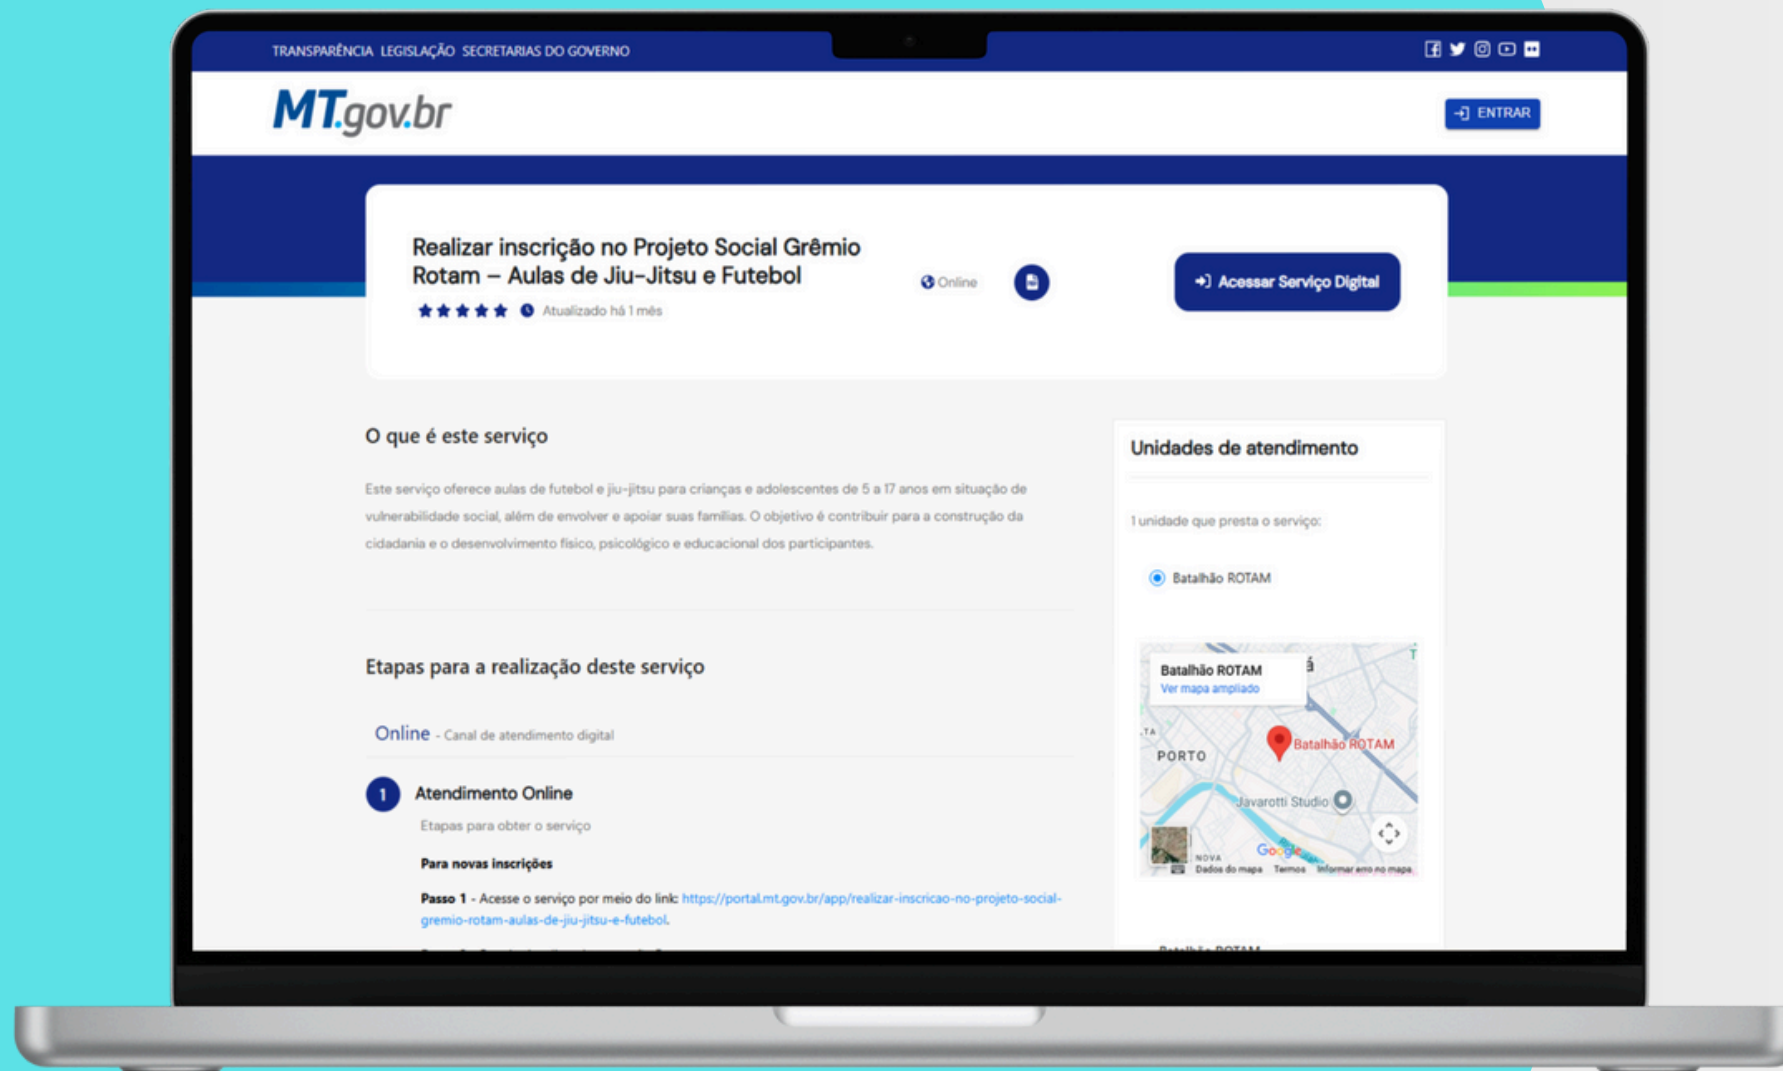 TRANSPARÊNCIA LEGISLAÇÃO SECRETARIAS DO GOVERNO
MT.gov.br
ENTRAR
Realizar inscrição no Projeto Social Grêmio
Rotam – Aulas de Jiu-Jitsu e Futebol
Atualizado há 1 mês
Online
Acessar Serviço Digital
O que é este serviço
Este serviço oferece aulas de futebol e jiu-jitsu para crianças e adolescentes de 5 a 17 anos em situação de
vulnerabilidade social, além de envolver e apoiar suas famílias. O objetivo é contribuir para a construção da
cidadania e o desenvolvimento físico, psicológico e educacional dos participantes.
Etapas para a realização deste serviço
Online - Canal de atendimento digital
1 Atendimento Online
Etapas para obter o serviço
Para novas inscrições
Passo 1 - Acesse o serviço por meio do link: https://portal.mt.gov.br/app/realizar-inscricao-no-projeto-social-
gremio-rotam-aulas-de-jiu-jitsu-e-futebol.
Unidades de atendimento
1 unidade que presta o serviço:
Batalhão ROTAM
Batalhão ROTAM
Ver mapa ampliado
Batalhão ROTAM
PORTO
Javarotti Studio
NOVA
Google
Dados do mapa Termos Informar erro no mapa
Batalhão ROTAM